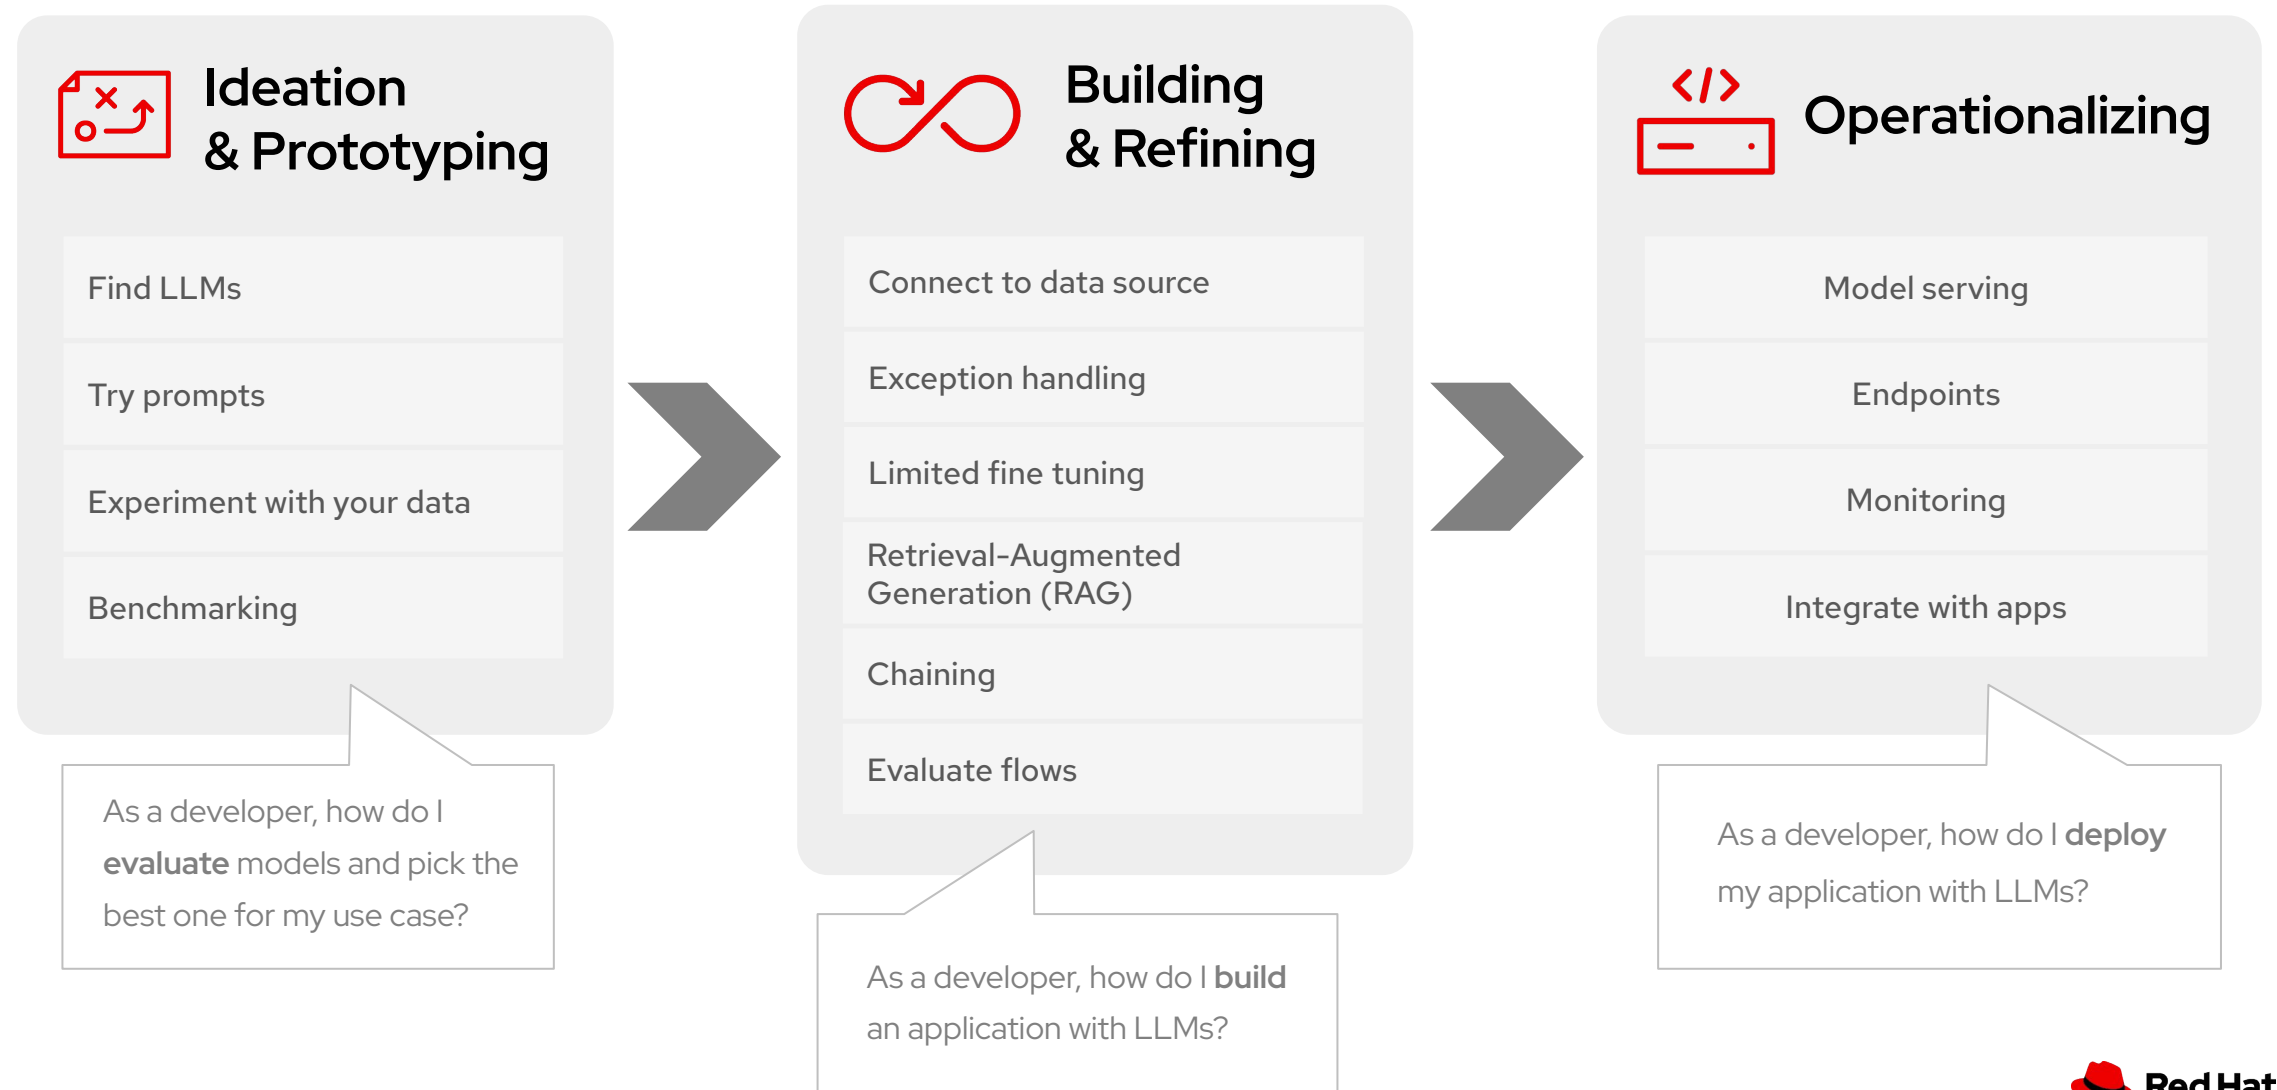 Ideation
& Prototyping
Find LLMs
Try prompts
Experiment with your data
Benchmarking
As a developer, how do I
evaluate models and pick the
best one for my use case?
Building
& Refining
Connect to data source
Exception handling
Limited fine tuning
Retrieval-Augmented
Generation (RAG)
Chaining
Evaluate flows
As a developer, how do I build
an application with LLMs?
Operationalizing
Model serving
Endpoints
Monitoring
Integrate with apps
As a developer, how do I deploy
my application with LLMs?
Red Hat